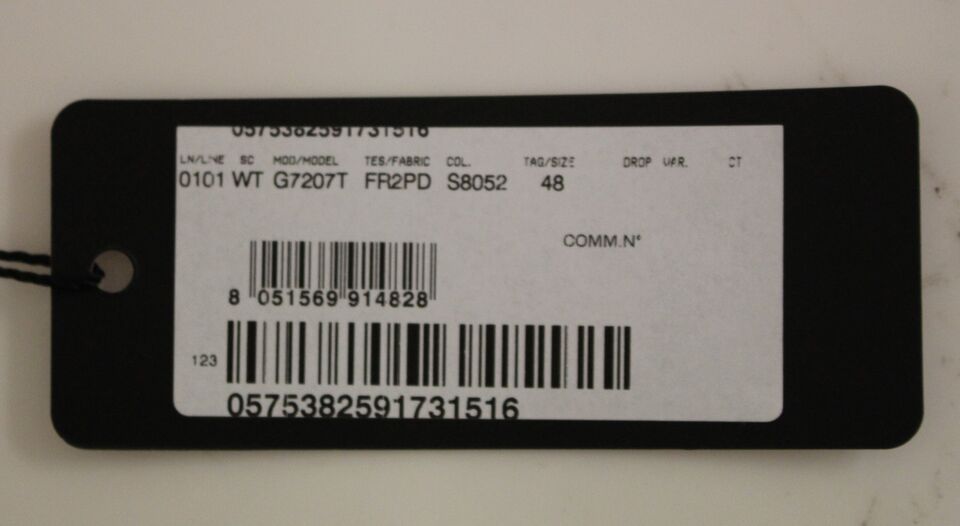 0575382591731516
LN/LINE SC MOD/MODEL TES/FABRIC COL. TAG/SIZE DROP VAR. CT
0101 WT G7207T FR2PD S8052 48
COMM.N°
8 051569 914828
123
0575382591731516